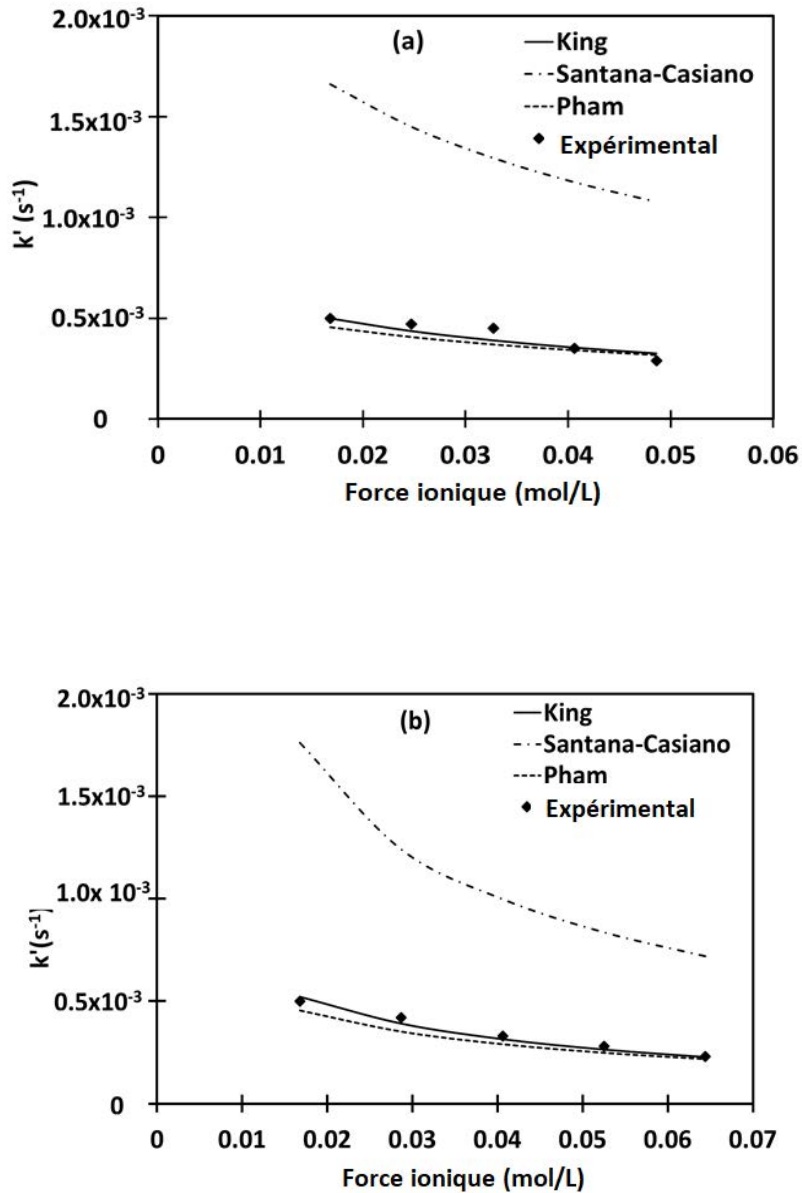 2.0x10⁻³
(a)
King
Santana-Casiano
Pham
Expérimental
1.5x10⁻³
1.0x10⁻³
0.5x10⁻³
0
k' (s⁻¹)
0 0.01 0.02 0.03 0.04 0.05 0.06
Force ionique (mol/L)
2.0x10⁻³
(b)
King
Santana-Casiano
Pham
Expérimental
1.5x10⁻³
1.0x 10⁻³
0.5x10⁻³
0
k'(s⁻¹)
0 0.01 0.02 0.03 0.04 0.05 0.06 0.07
Force ionique (mol/L)